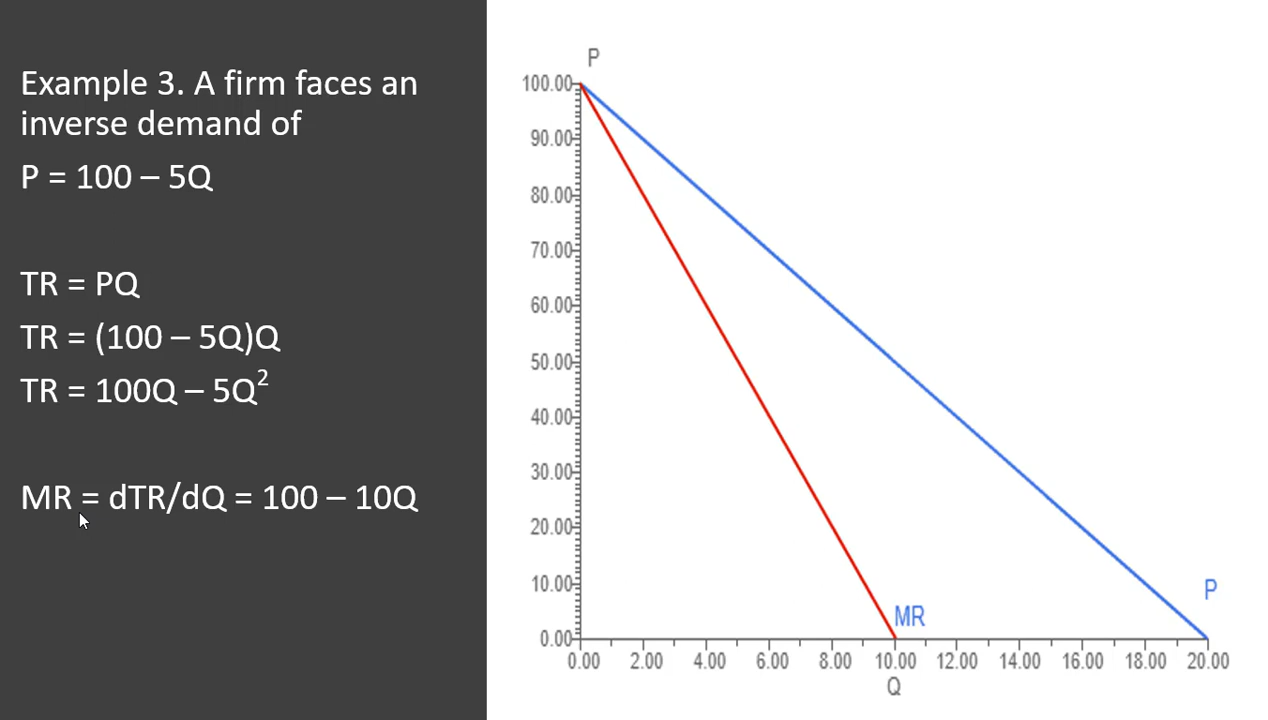 Example 3. A firm faces an
inverse demand of
P = 100 – 5Q
TR = PQ
TR = (100 – 5Q)Q
TR = 100Q – 5Q²
MR = dTR/dQ = 100 – 10Q
P
100.00
90.00
80.00
70.00
60.00
50.00
40.00
30.00
20.00
10.00
0.00
MR
P
0.00 2.00 4.00 6.00 8.00 10.00 12.00 14.00 16.00 18.00 20.00
Q